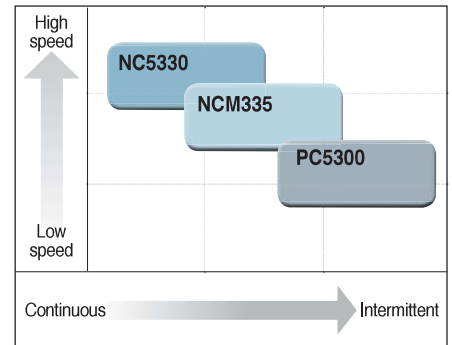 High
speed
NC5330
NCM335
PC5300
Low
speed
Continuous
Intermittent